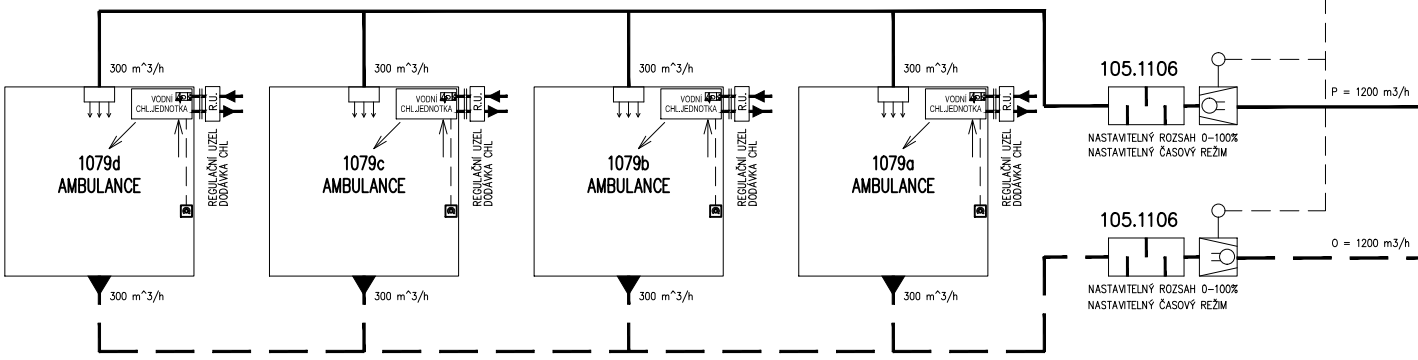 300 m^3/h
300 m^3/h
300 m^3/h
300 m^3/h
VODNÍ
CHL.JEDNOTKA
R.U.
REGULAČNÍ UZEL
DODÁVKA CHL
1079d
AMBULANCE
VODNÍ
CHL.JEDNOTKA
R.U.
REGULAČNÍ UZEL
DODÁVKA CHL
1079c
AMBULANCE
VODNÍ
CHL.JEDNOTKA
R.U.
REGULAČNÍ UZEL
DODÁVKA CHL
1079b
AMBULANCE
VODNÍ
CHL.JEDNOTKA
R.U.
REGULAČNÍ UZEL
DODÁVKA CHL
1079a
AMBULANCE
105.1106
P = 1200 m3/h
NASTAVITELNÝ ROZSAH 0-100%
NASTAVITELNÝ ČASOVÝ REŽIM
105.1106
O = 1200 m3/h
NASTAVITELNÝ ROZSAH 0-100%
NASTAVITELNÝ ČASOVÝ REŽIM
300 m^3/h
300 m^3/h
300 m^3/h
300 m^3/h